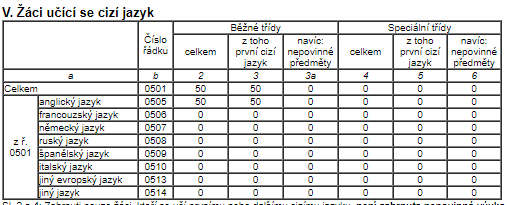 V. Žáci učící se cizí jazyk
Číslo řádku Běžné třídy Speciální třídy
celkem z toho první cizí jazyk navíc: nepovinné předměty celkem z toho první cizí jazyk navíc: nepovinné předměty
a b 2 3 3a 4 5 6
Celkem 0501 50 50 0 0 0 0
z ř. 0501
anglický jazyk 0505 50 50 0 0 0 0
francouzský jazyk 0506 0 0 0 0 0 0
německý jazyk 0507 0 0 0 0 0 0
ruský jazyk 0508 0 0 0 0 0 0
španělský jazyk 0509 0 0 0 0 0 0
italský jazyk 0510 0 0 0 0 0 0
jiný evropský jazyk 0513 0 0 0 0 0 0
jiný jazyk 0514 0 0 0 0 0 0